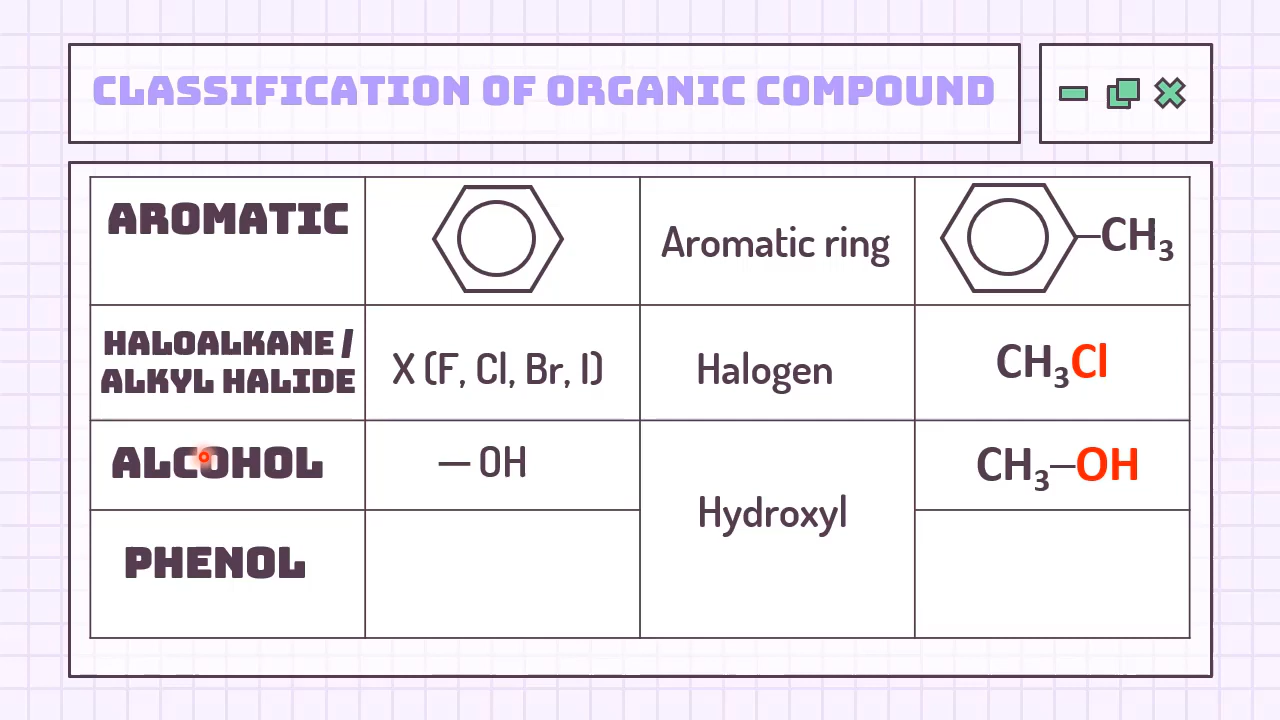 CLASSIFICATION OF ORGANIC COMPOUND
AROMATIC
Aromatic ring
CH₃
HALOALKANE /
ALKYL HALIDE
X (F, Cl, Br, I)
Halogen
CH₃Cl
ALCOHOL
— OH
Hydroxyl
CH₃–OH
PHENOL